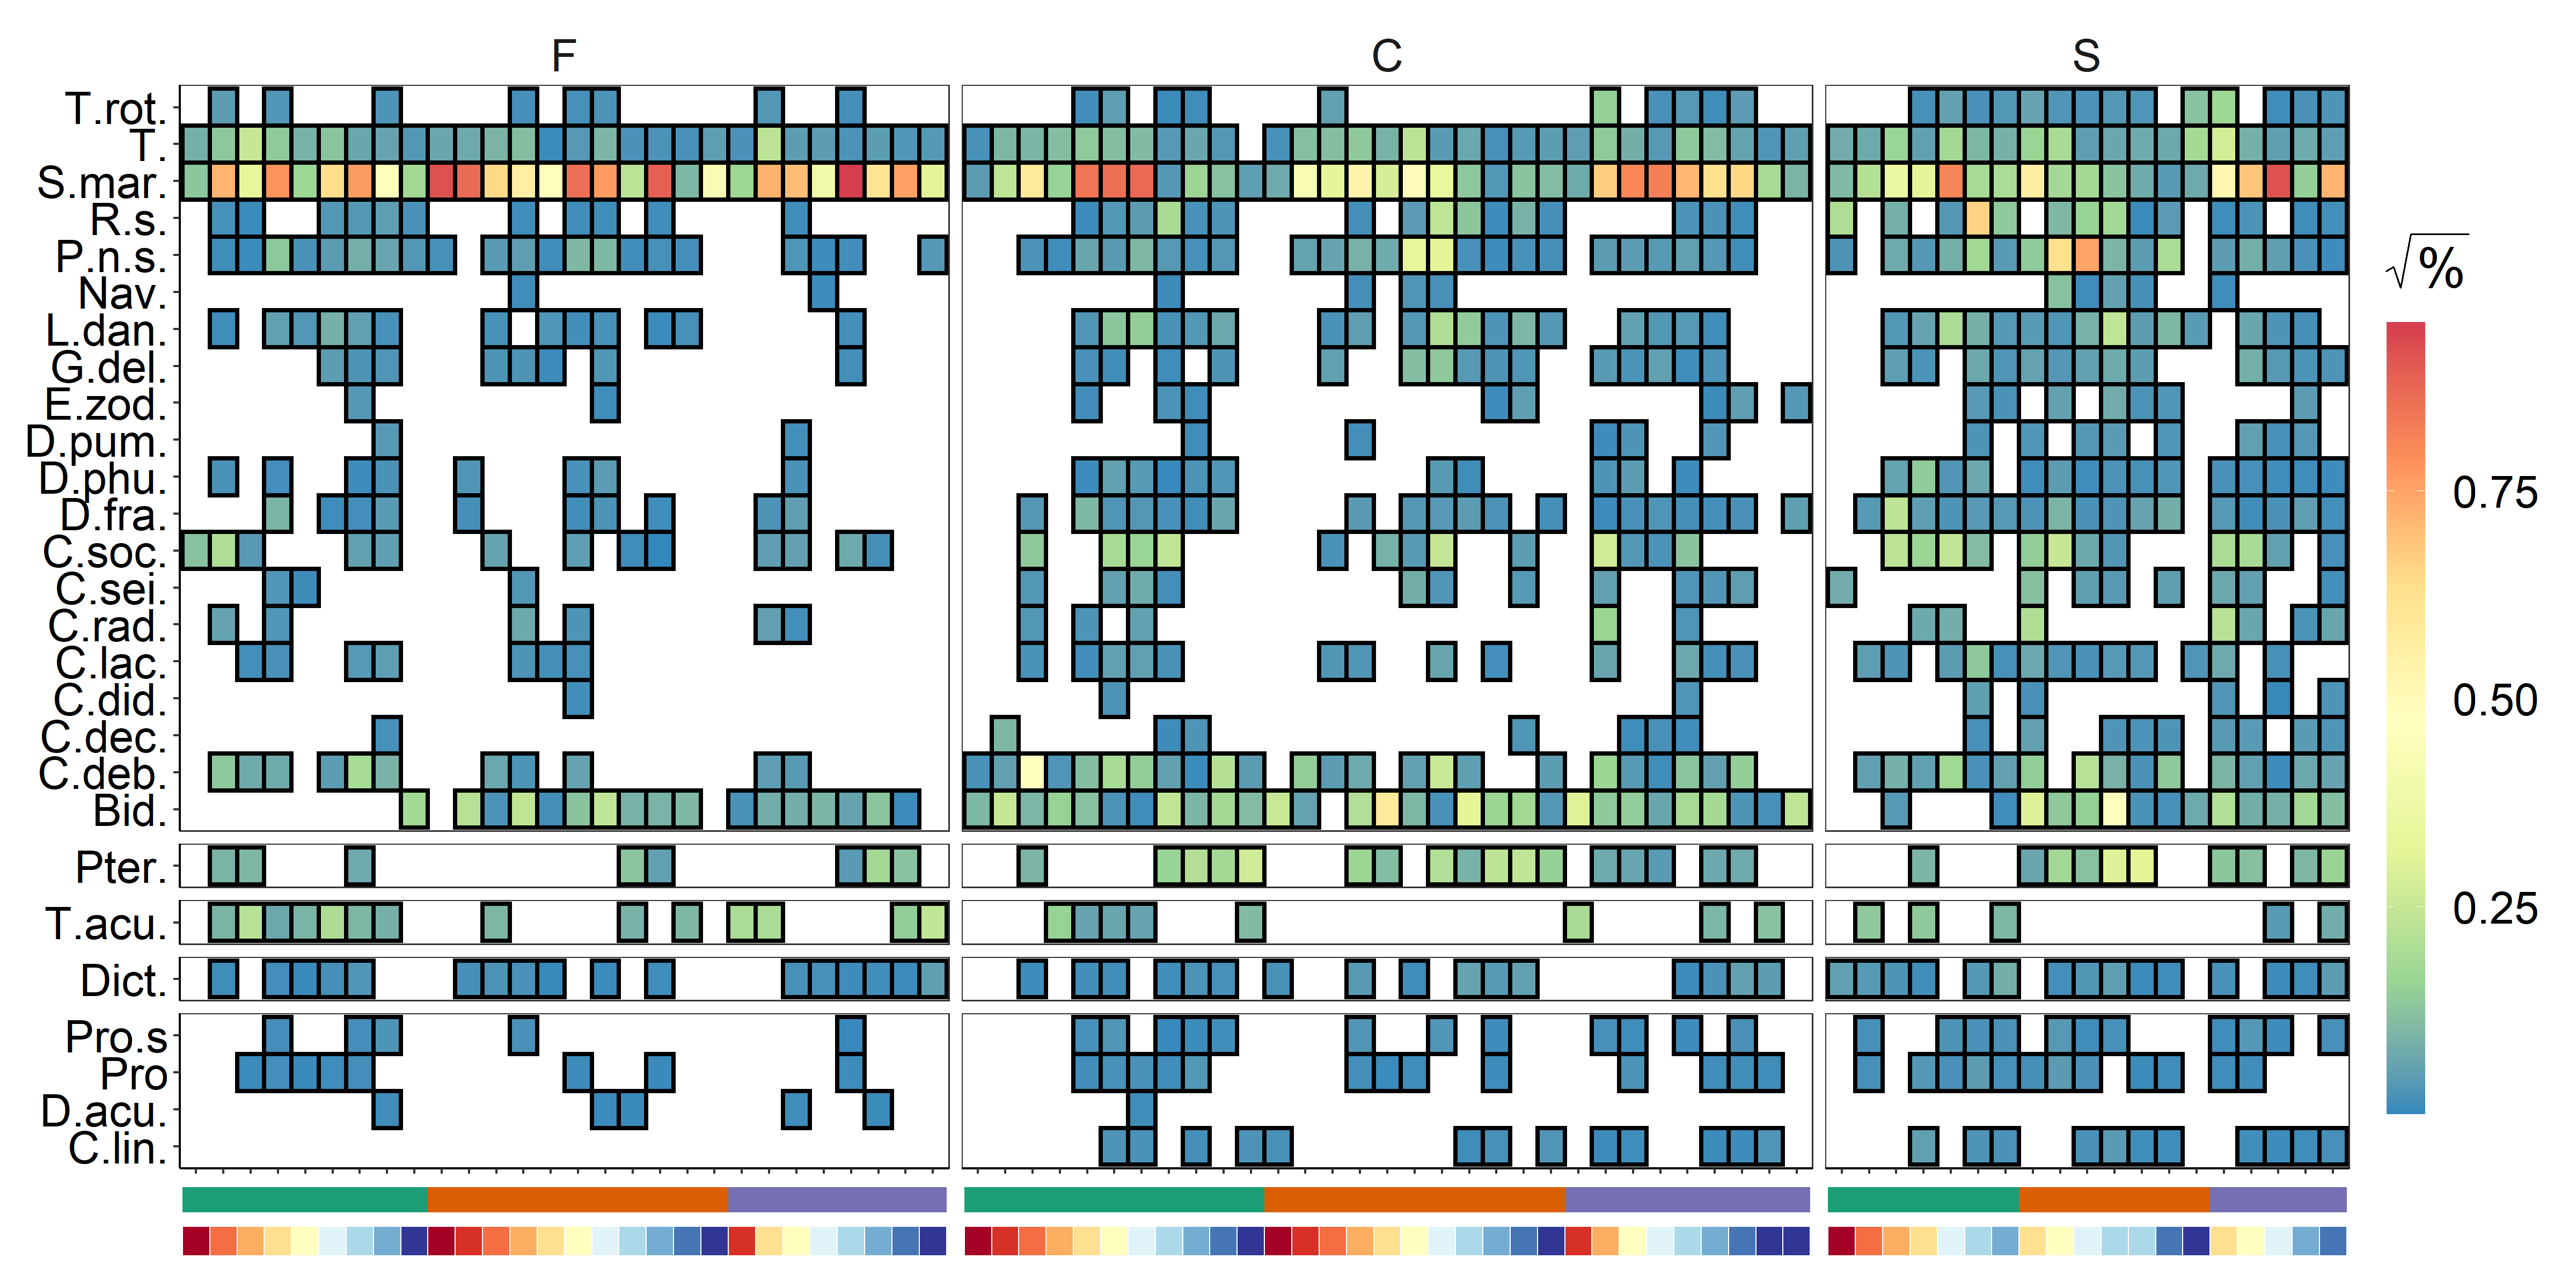 F C S
T.rot.
T.
S.mar.
R.s.
P.n.s.
Nav.
L.dan.
G.del.
E.zod.
D.pum.
D.phu.
D.fra.
C.soc.
C.sei.
C.rad.
C.lac.
C.did.
C.dec.
C.deb.
Bid.
Pter.
T.acu.
Dict.
Pro.s
Pro
D.acu.
C.lin.
√%
0.75
0.50
0.25